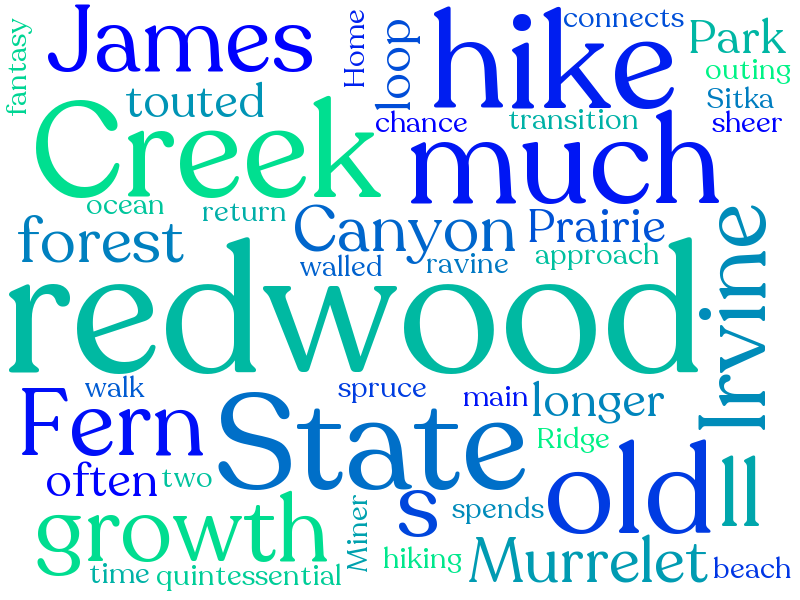 fantasy
James
Home
loop
hike
connects
Park
outing
touted
Sitka
Creek
chance
transition
sheer
much
ocean
return
forest
Canyon
Prairie
Irvine
walled
ravine
approach
redwood
walk
spruce
main
longer
Fern
State
Ridge
often
two
old
ll
growth
s
spends
Miner
Murrelet
hiking
beach
time
quintessential